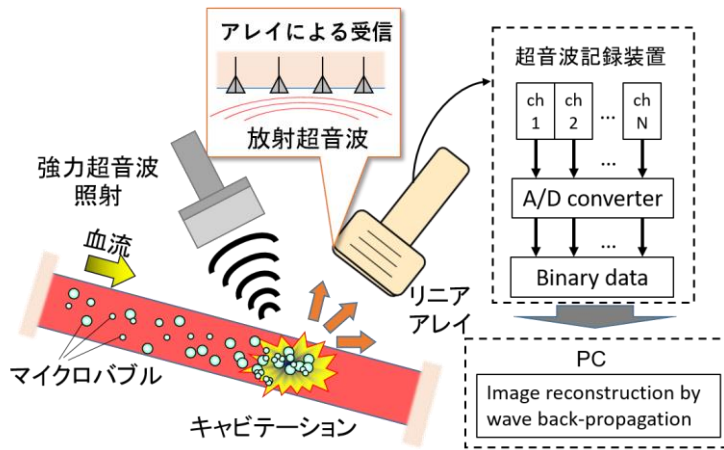 アレイによる受信
放射超音波
強力超音波
照射
血流
マイクロバブル
キャビテーション
リニア
アレイ
超音波記録装置
ch
1
ch
2
...
ch
N
...
A/D converter
...
Binary data
PC
Image reconstruction by
wave back-propagation